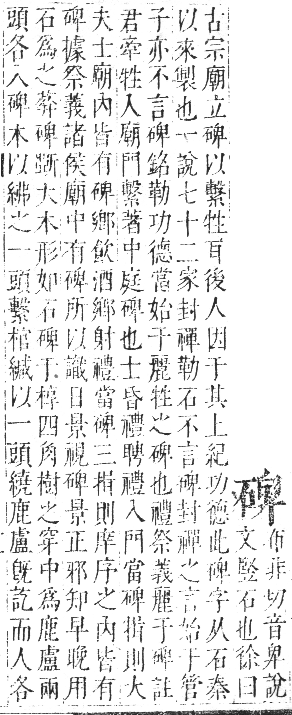 碑
佈非切音卑說
文豎石也徐曰
古宗廟立碑以繫牲耳後人因于其上紀功德此碑字从石秦
以來製也一說七十二家封禪勒石不言碑封禪之言始于管
子亦不言碑銘勒功德當始于麗牲之碑也禮祭義麗于碑註
君牽牲入廟門繫著中庭碑也士昏禮聘禮入門當碑揖則大
夫士廟內皆有碑鄉飲酒鄉射禮當碑三揖則庠序之內皆有
碑據祭義諸侯廟中有碑所以識日景視碑景正邪知早晚用
石爲之葬碑斲大木形如石碑于椁四角樹之穿中爲鹿盧兩
頭各入碑木以紼之一頭繫棺緘以一頭繞鹿盧旣訖而人各